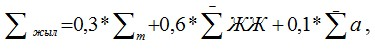 ∑ жыл =0,3* ∑ т +0,6* ∑̄ ЖЖ +0,1* ∑̄ а ,